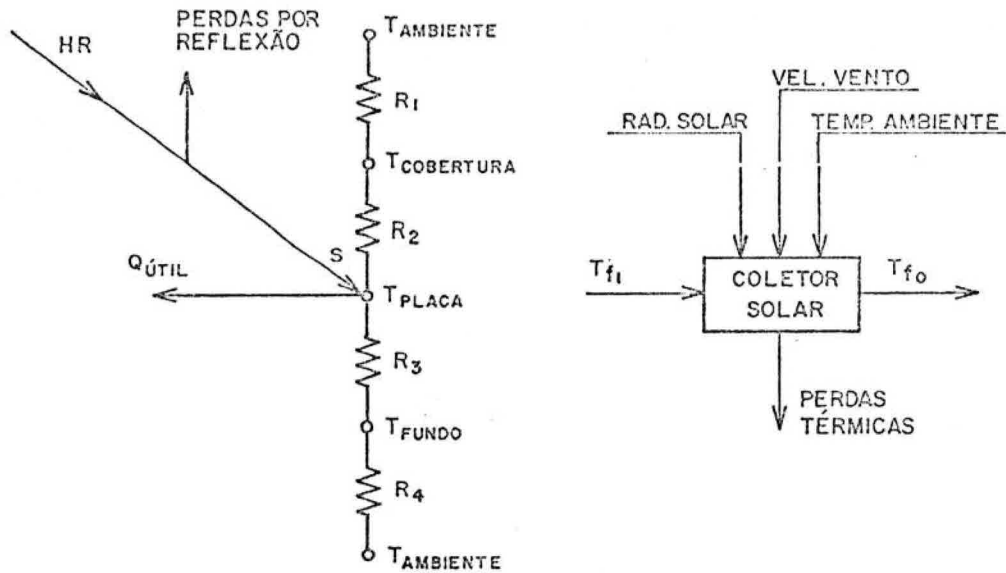 PERDAS POR
REFLEXÃO
HR
TAMBIENTE
R1
TCOBERTURA
R2
S
QÚTIL
TPLACA
R3
TFUNDO
R4
TAMBIENTE
VEL. VENTO
RAD. SOLAR
TEMP. AMBIENTE
Tfi
COLETOR
SOLAR
Tfo
PERDAS
TÉRMICAS